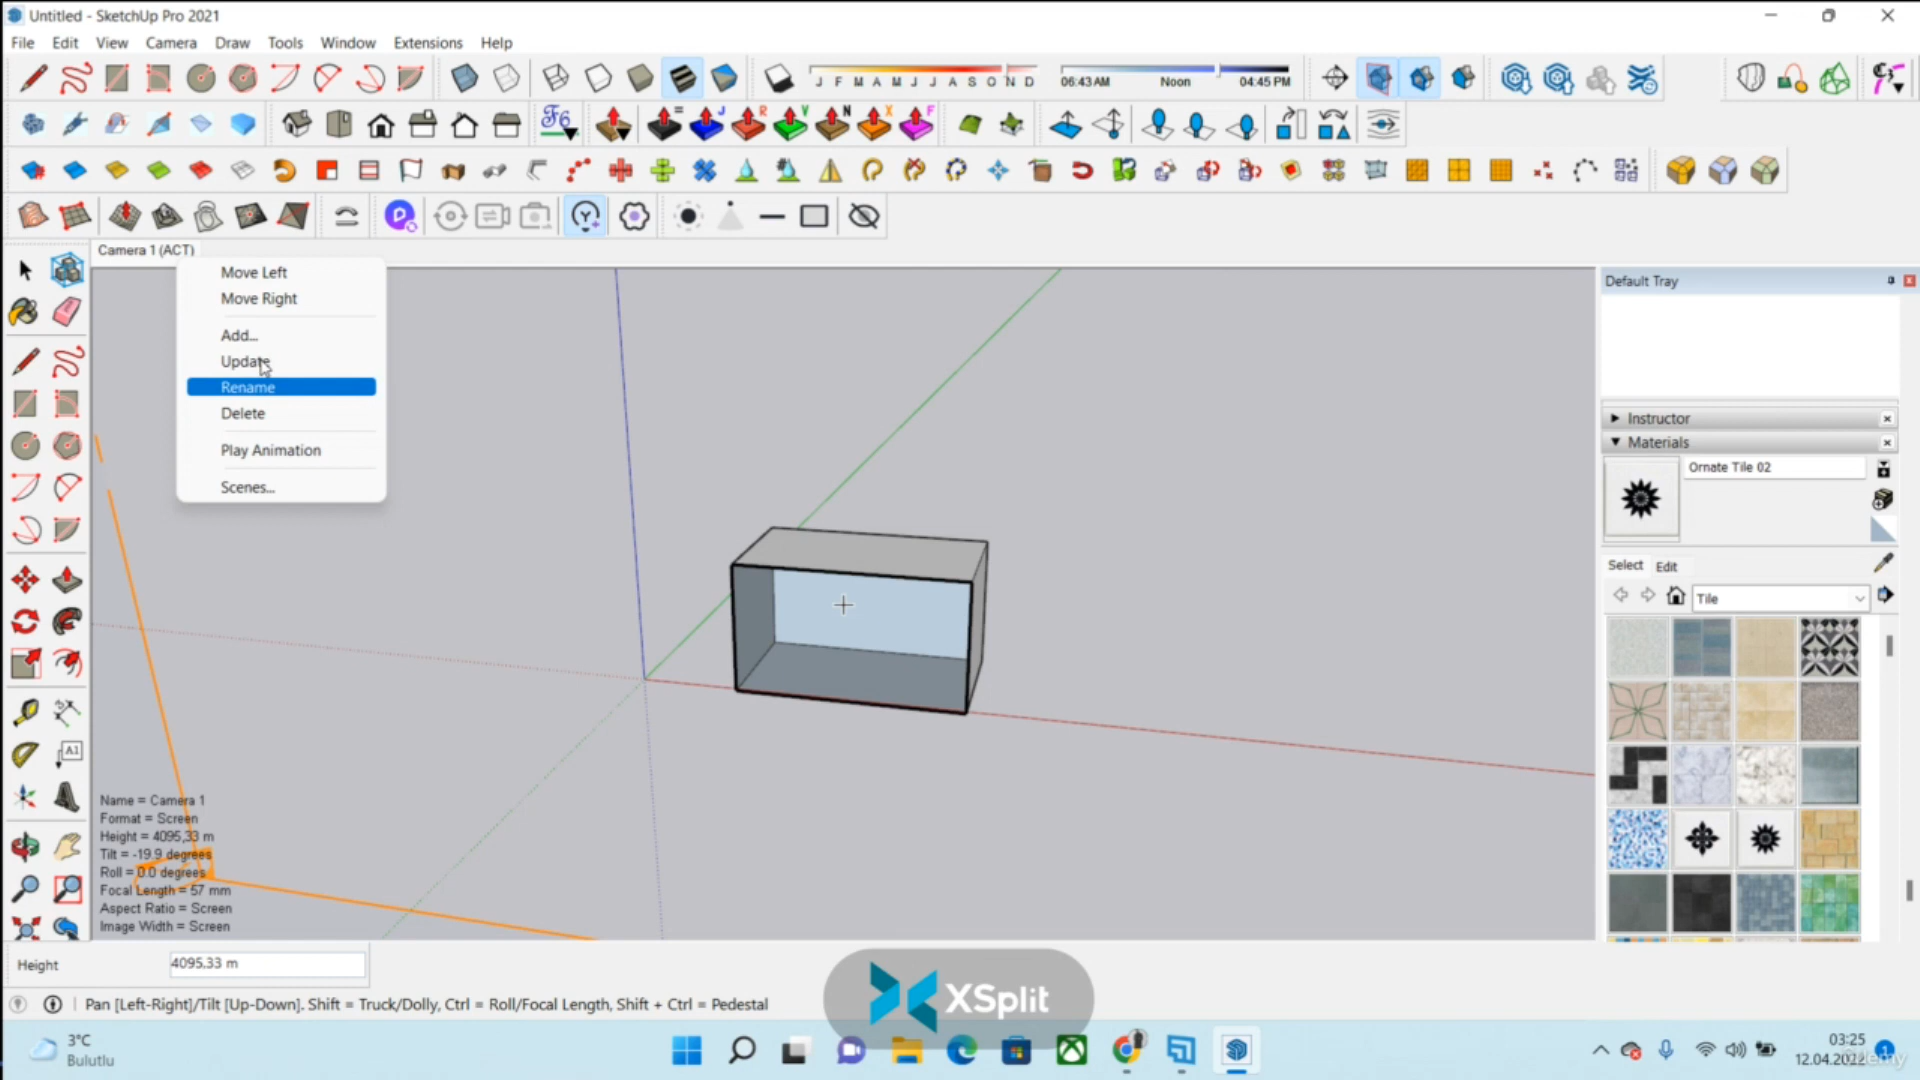 Untitled - SketchUp Pro 2021
File Edit View Camera Draw Tools Window Extensions Help
J F M A M J J A S O N D
06:43 AM Noon 04:45 PM
F6 = J R V N X F
Camera 1 (ACT)
Move Left
Move Right
Add...
Update
Rename
Delete
Play Animation
Scenes...
Default Tray
Instructor
Materials
Ornate Tile 02
Select Edit
Tile
A1
Name = Camera 1
Format = Screen
Height = 4095,33 m
Tilt = -19.9 degrees
Roll = 0.0 degrees
Focal Length = 57 mm
Aspect Ratio = Screen
Image Width = Screen
Height 4095,33 m
Pan [Left-Right]/Tilt [Up-Down]. Shift = Truck/Dolly, Ctrl = Roll/Focal Length, Shift + Ctrl = Pedestal
XSplit
3°C
Bulutlu
03:25
12.04.2022
1